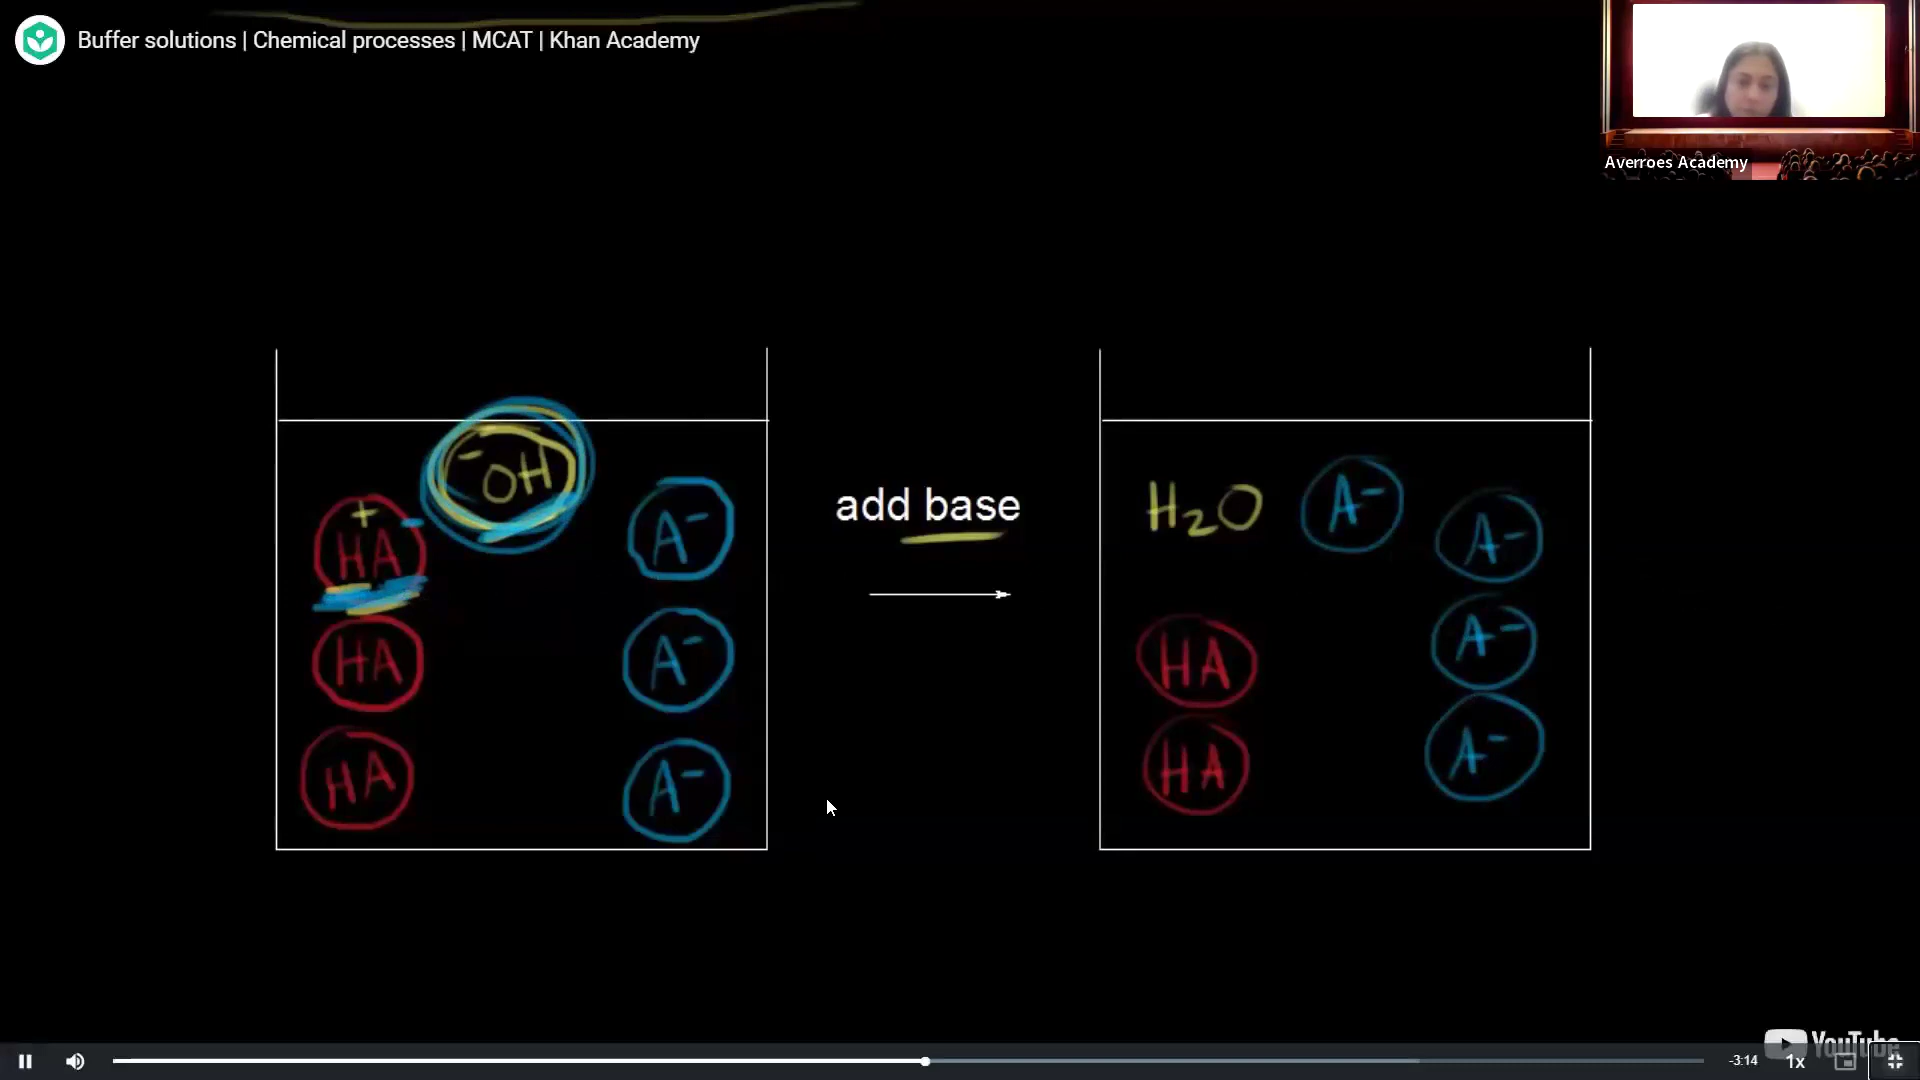 Buffer solutions | Chemical processes | MCAT | Khan Academy
Averroes Academy
⁻OH
+
HA
A⁻
HA
A⁻
HA
A⁻
add base
H₂O
A⁻
A⁻
HA
A⁻
HA
A⁻
YouTube
-3:14
1x